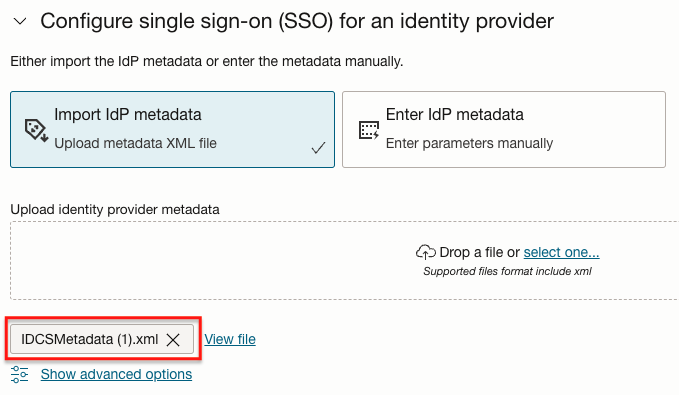 Configure single sign-on (SSO) for an identity provider
Either import the IdP metadata or enter the metadata manually.
Import IdP metadata
Upload metadata XML file
Enter IdP metadata
Enter parameters manually
Upload identity provider metadata
Drop a file or select one...
Supported files format include xml
IDCSMetadata (1).xml View file
Show advanced options